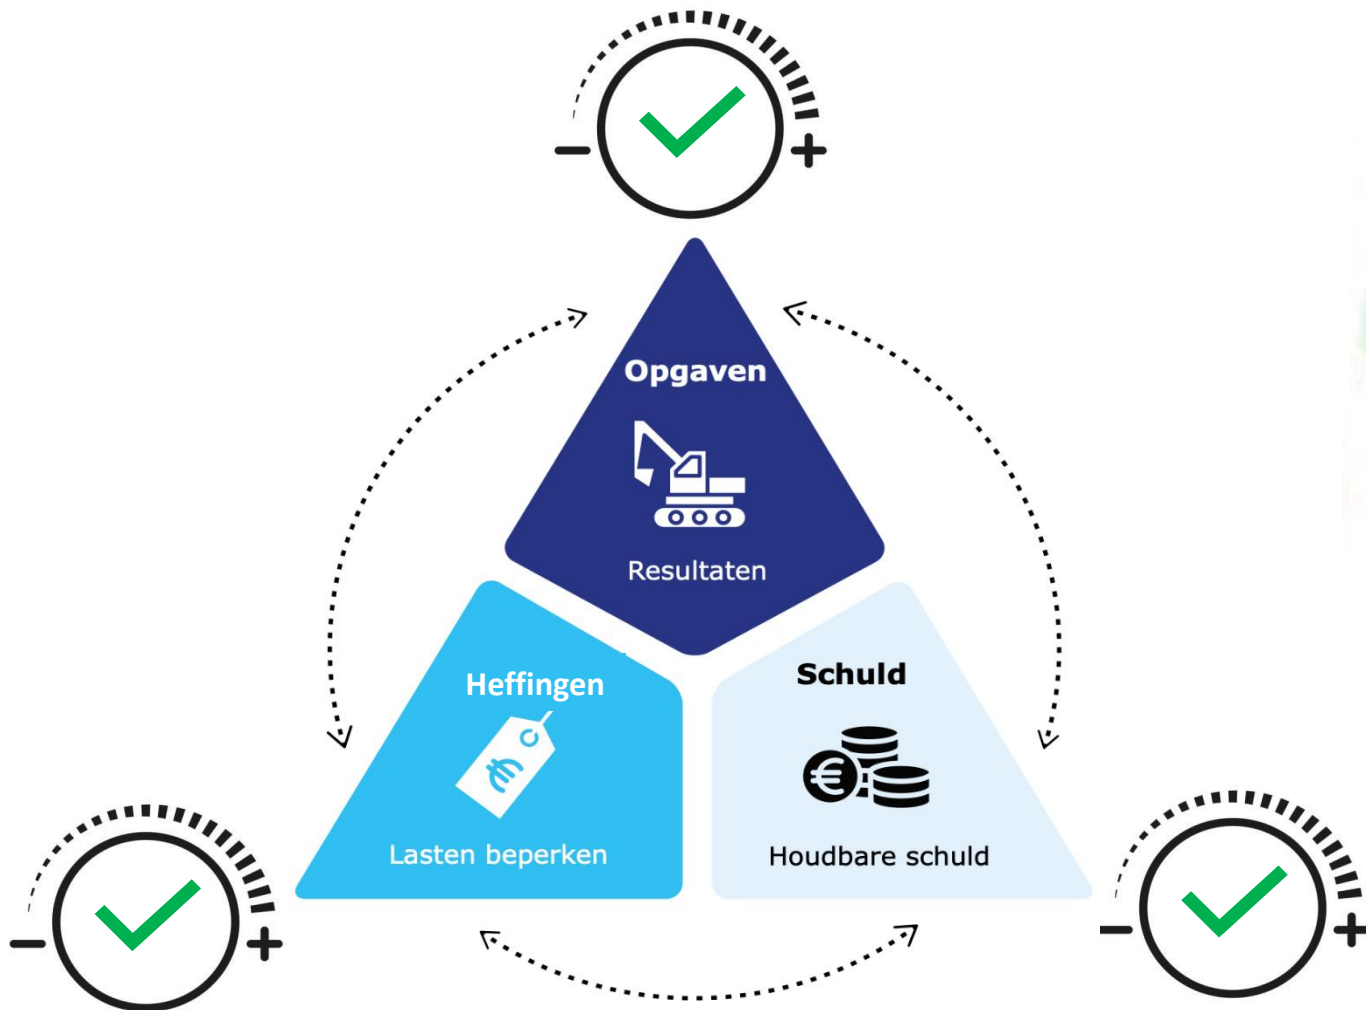 Opgaven
Resultaten
Heffingen
Lasten beperken
Schuld
Houdbare schuld